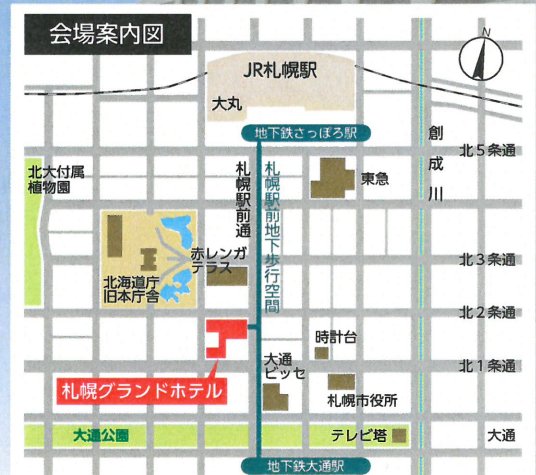 会場案内図
N
JR札幌駅
大丸
地下鉄さっぽろ駅
創成川
北5条通
北大付属
植物園
札幌駅前通
札幌駅前地下歩行空間
東急
赤レンガ
テラス
北3条通
北海道庁
旧本庁舎
北2条通
時計台
大通
ビッセ
北1条通
札幌グランドホテル
札幌市役所
大通公園
テレビ塔
大通
地下鉄大通駅